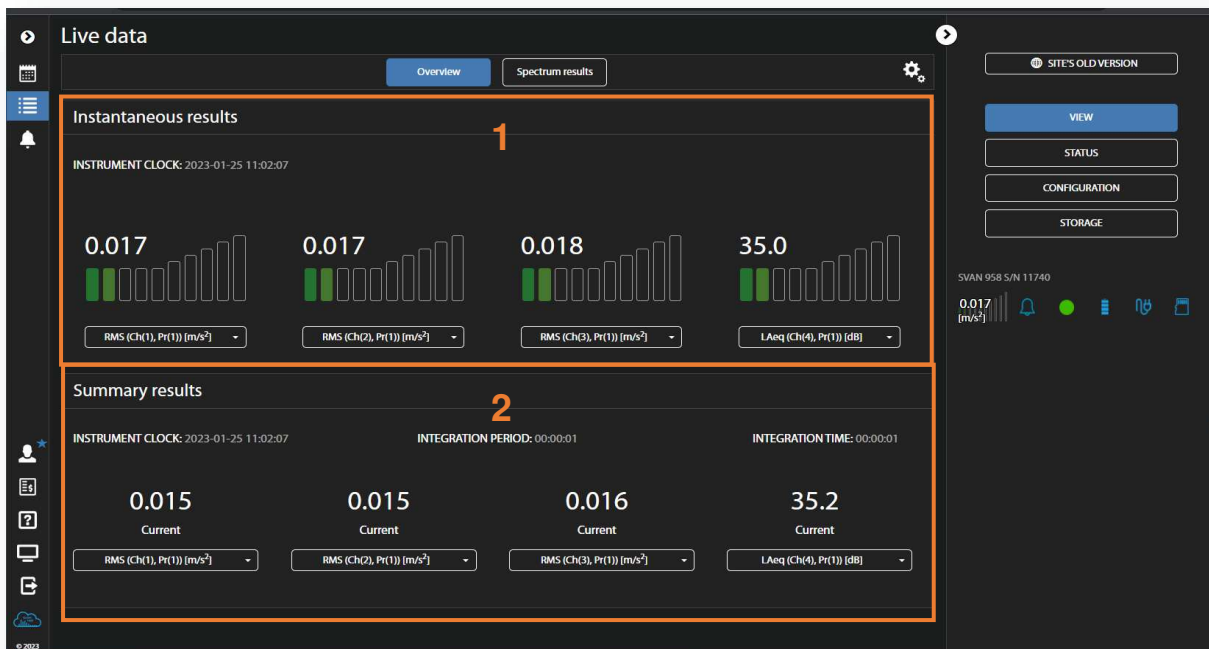 Live data
Overview
Spectrum results
SITE'S OLD VERSION
Instantaneous results
1
INSTRUMENT CLOCK: 2023-01-25 11:02:07
0.017
0.017
0.018
35.0
RMS (Ch(1), Pr(1)) [m/s²]
RMS (Ch(2), Pr(1)) [m/s²]
RMS (Ch(3), Pr(1)) [m/s²]
LAeq (Ch(4), Pr(1)) [dB]
Summary results
2
INSTRUMENT CLOCK: 2023-01-25 11:02:07
INTEGRATION PERIOD: 00:00:01
INTEGRATION TIME: 00:00:01
0.015
0.015
0.016
35.2
Current
Current
Current
Current
RMS (Ch(1), Pr(1)) [m/s²]
RMS (Ch(2), Pr(1)) [m/s²]
RMS (Ch(3), Pr(1)) [m/s²]
LAeq (Ch(4), Pr(1)) [dB]
VIEW
STATUS
CONFIGURATION
STORAGE
SVAN 958 S/N 11740
0.017
[m/s²]
© 2023